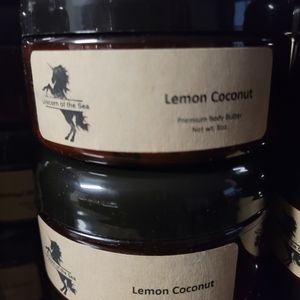 Unicorn of the Sea
Lemon Coconut
Premium Body Butter
Net wt. 8oz
Lemon Coconut